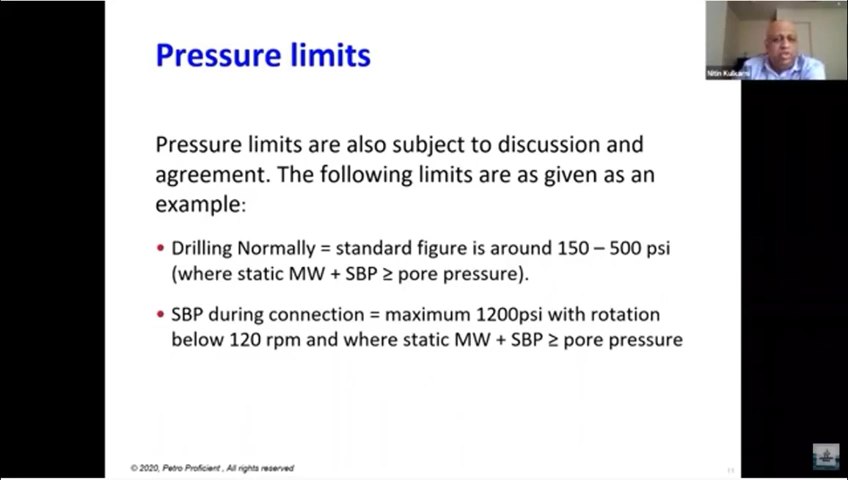 Pressure limits
Nitin Kulkarni
Pressure limits are also subject to discussion and
agreement. The following limits are as given as an
example:
• Drilling Normally = standard figure is around 150 – 500 psi
(where static MW + SBP ≥ pore pressure).
• SBP during connection = maximum 1200psi with rotation
below 120 rpm and where static MW + SBP ≥ pore pressure
© 2020, Petro Proficient , All rights reserved